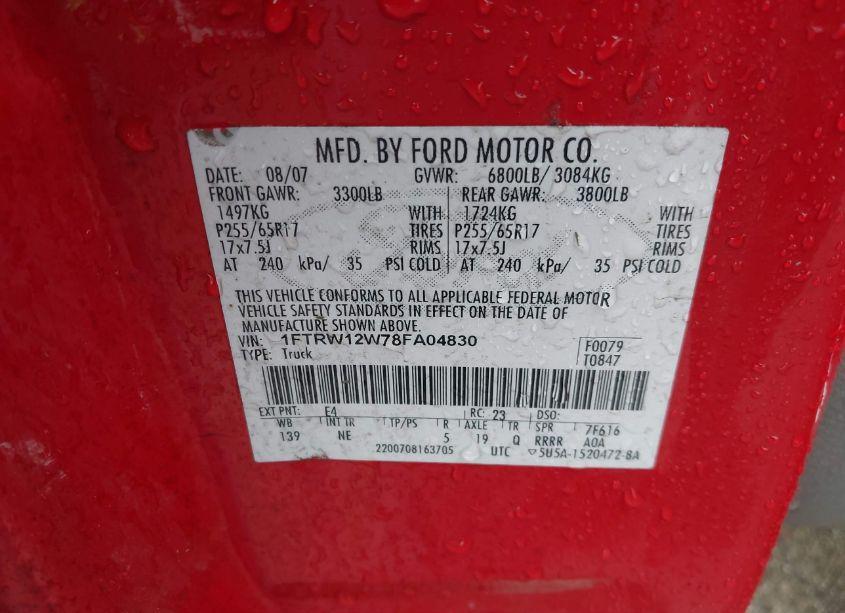 MFD. BY FORD MOTOR CO.
DATE: 08/07 GVWR: 6800LB/ 3084KG
FRONT GAWR: 3300LB REAR GAWR: 3800LB
1497KG WITH 1724KG WITH
P255/65R17 TIRES P255/65R17 TIRES
17x7.5J RIMS 17x7.5J RIMS
AT 240 kPa/ 35 PSI COLD AT 240 kPa/ 35 PSI COLD
THIS VEHICLE CONFORMS TO ALL APPLICABLE FEDERAL MOTOR
VEHICLE SAFETY STANDARDS IN EFFECT ON THE DATE OF
MANUFACTURE SHOWN ABOVE.
VIN: 1FTRW12W78FA04830 F0079
TYPE: Truck T0847
EXT PNT: E4 RC: 23 DSO:
WB INT TR TP/PS R AXLE TR SPR 7F616
139 NE 5 19 Q RRRR A0A
2200708163705 UTC ▽5U5A-1520472-BA